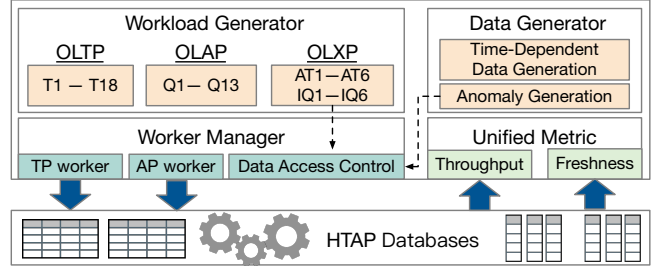 Workload Generator
OLTP
OLAP
OLXP
T1 — T18
Q1— Q13
AT1—AT6
IQ1—IQ6
Data Generator
Time-Dependent
Data Generation
Anomaly Generation
Worker Manager
TP worker
AP worker
Data Access Control
Unified Metric
Throughput
Freshness
HTAP Databases